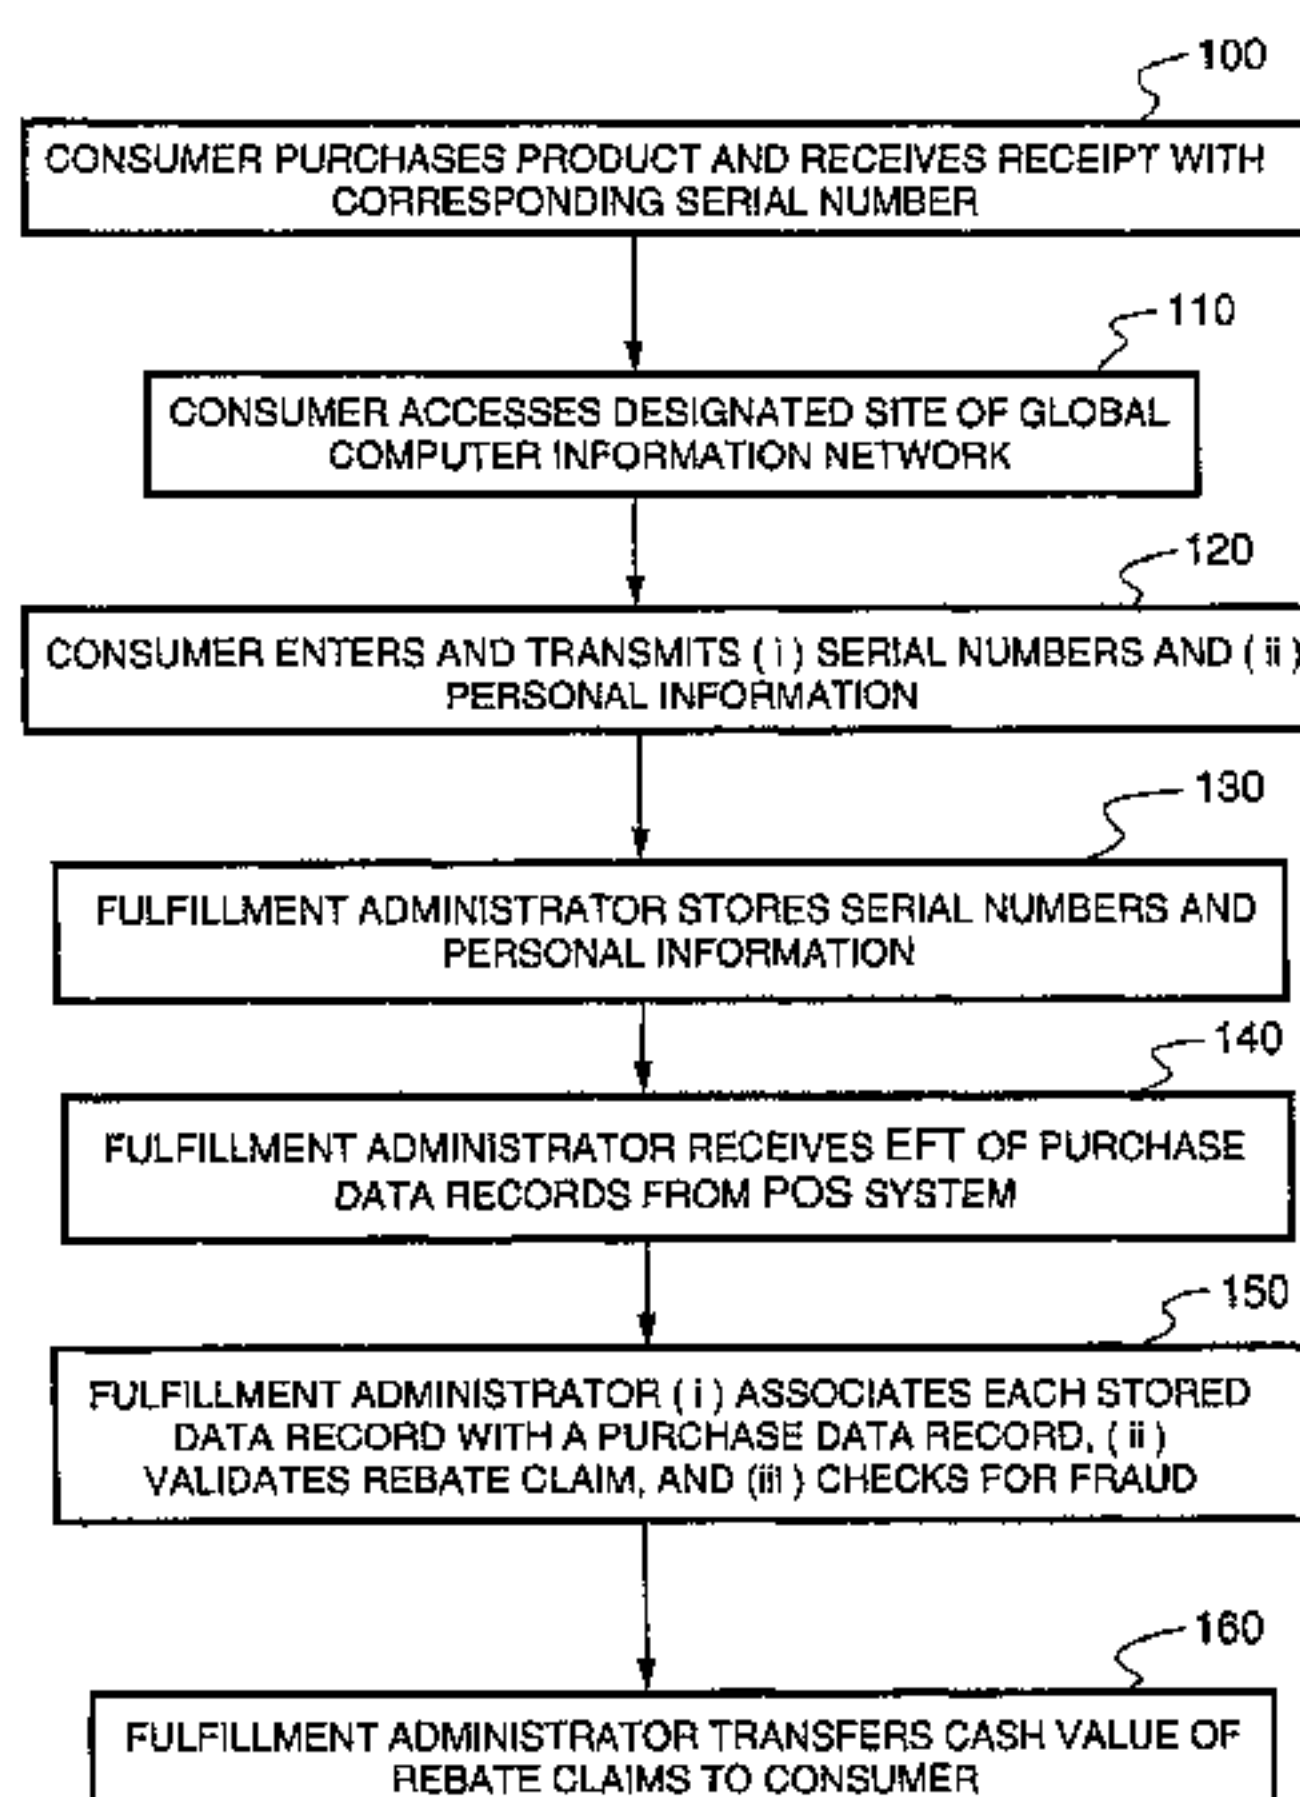 100
CONSUMER PURCHASES PRODUCT AND RECEIVES RECEIPT WITH
CORRESPONDING SERIAL NUMBER
110
CONSUMER ACCESSES DESIGNATED SITE OF GLOBAL
COMPUTER INFORMATION NETWORK
120
CONSUMER ENTERS AND TRANSMITS ( i ) SERIAL NUMBERS AND ( ii )
PERSONAL INFORMATION
130
FULFILLMENT ADMINISTRATOR STORES SERIAL NUMBERS AND
PERSONAL INFORMATION
140
FULFILLMENT ADMINISTRATOR RECEIVES EFT OF PURCHASE
DATA RECORDS FROM POS SYSTEM
150
FULFILLMENT ADMINISTRATOR ( i ) ASSOCIATES EACH STORED
DATA RECORD WITH A PURCHASE DATA RECORD, ( ii )
VALIDATES REBATE CLAIM, AND (iii ) CHECKS FOR FRAUD
160
FULFILLMENT ADMINISTRATOR TRANSFERS CASH VALUE OF
REBATE CLAIMS TO CONSUMER